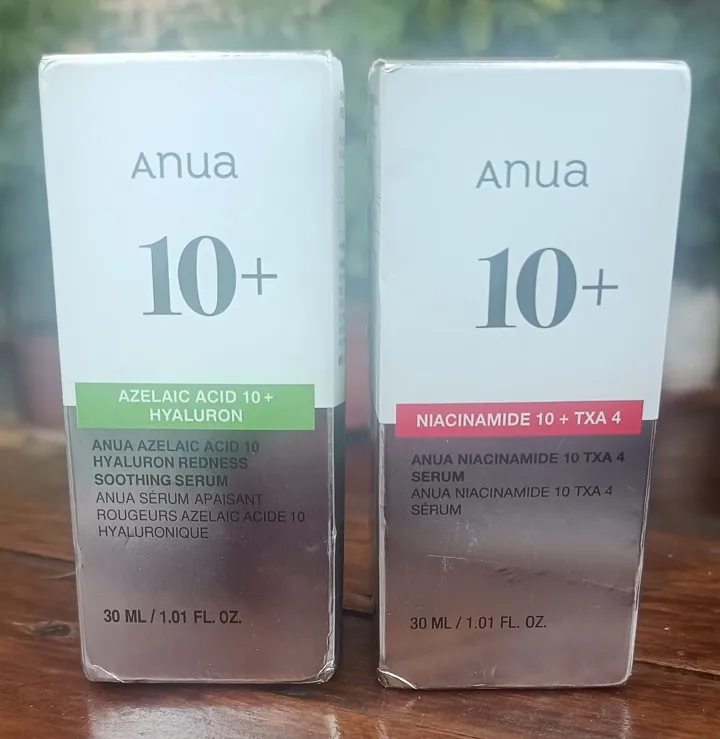 Anua
10+
AZELAIC ACID 10+
HYALURON
ANUA AZELAIC ACID 10
HYALURON REDNESS
SOOTHING SERUM
ANUA SÉRUM APAISANT
ROUGEURS AZELAIC ACIDE 10
HYALURONIQUE
30 ML / 1.01 FL. OZ.
Anua
10+
NIACINAMIDE 10 + TXA 4
ANUA NIACINAMIDE 10 TXA 4
SERUM
ANUA NIACINAMIDE 10 TXA 4
SÉRUM
30 ML / 1.01 FL. OZ.